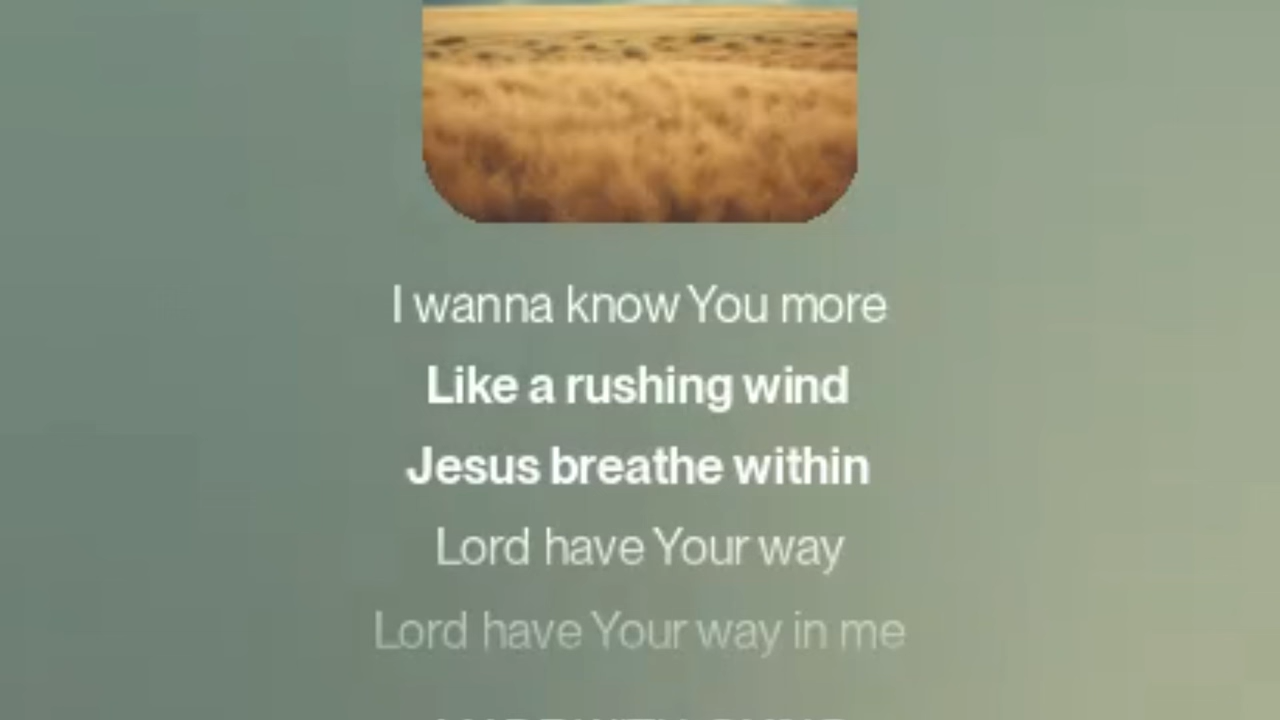 I wanna know You more
Like a rushing wind
Jesus breathe within
Lord have Your way
Lord have Your way in me